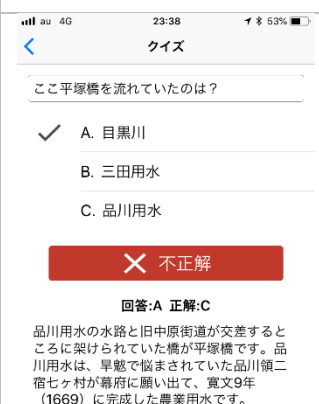 au 4G 23:38 53%
クイズ
ここ平塚橋を流れていたのは？
A. 目黒川
B. 三田用水
C. 品川用水
不正解
回答:A 正解:C
品川用水の水路と旧中原街道が交差すると
ころに架けられていた橋が平塚橋です。品
川用水は、旱魃で悩まされていた品川領二
宿七ヶ村が幕府に願い出て、寛文9年
（1669）に完成した農業用水です。